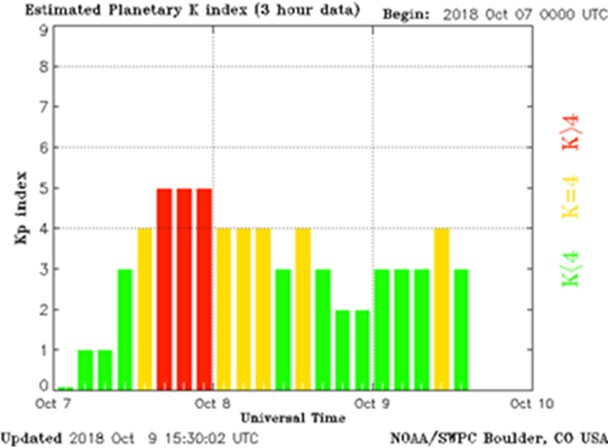 Estimated Planetary K index (3 hour data) Begin: 2018 Oct 07 0000 UTC
9
8
7
6
5
4
3
2
1
0
Kp index
K>4
K=4
K<4
Oct 7 Oct 8 Oct 9 Oct 10
Universal Time
Updated 2018 Oct 9 15:30:02 UTC NOAA/SWPC Boulder, CO USA